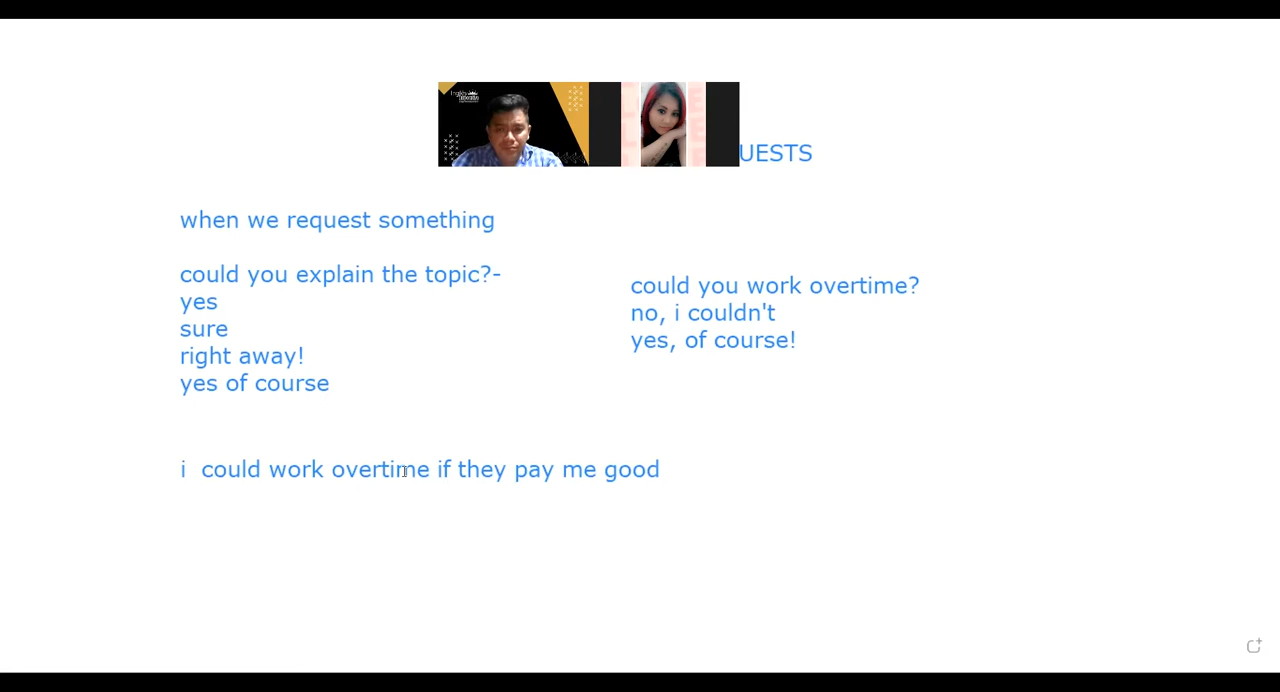 UESTS
when we request something
could you explain the topic?-
yes
sure
right away!
yes of course
could you work overtime?
no, i couldn't
yes, of course!
i  could work overtime if they pay me good